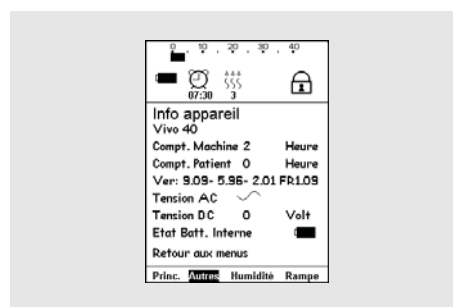 0 . 10 . 20 . 30 . 40
07:30 3
Info appareil
Vivo 40
Compt. Machine 2 Heure
Compt. Patient 0 Heure
Ver: 9.09- 5.96- 2.01 FR1.09
Tension AC
Tension DC 0 Volt
Etat Batt. Interne
Retour aux menus
Princ. Autres Humidité Rampe